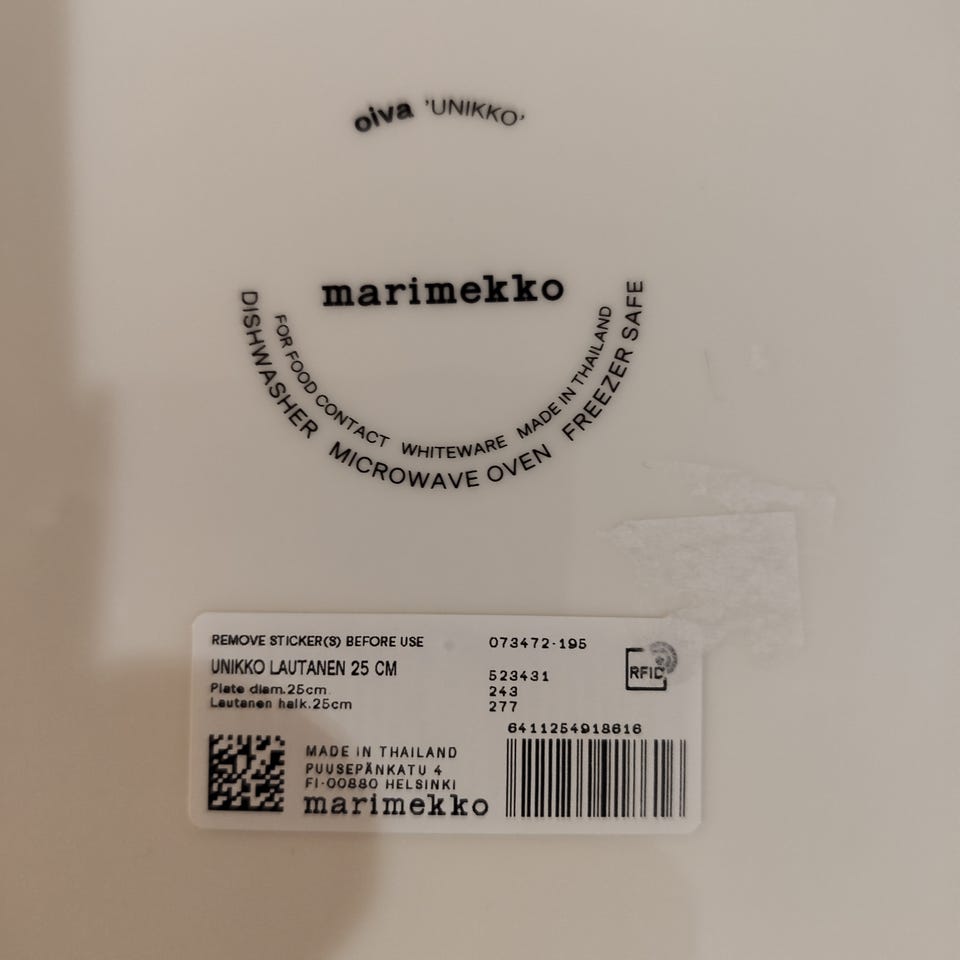 oiva 'UNIKKO'
marimekko
FOR FOOD CONTACT WHITEWARE MADE IN THAILAND
DISHWASHER MICROWAVE OVEN FREEZER SAFE
REMOVE STICKER(S) BEFORE USE 073472-195
UNIKKO LAUTANEN 25 CM
Plate diam.25cm 523431
Lautanen halk.25cm 243
277
RFID
6411254918616
MADE IN THAILAND
PUUSEPÄNKATU 4
FI-00880 HELSINKI
marimekko